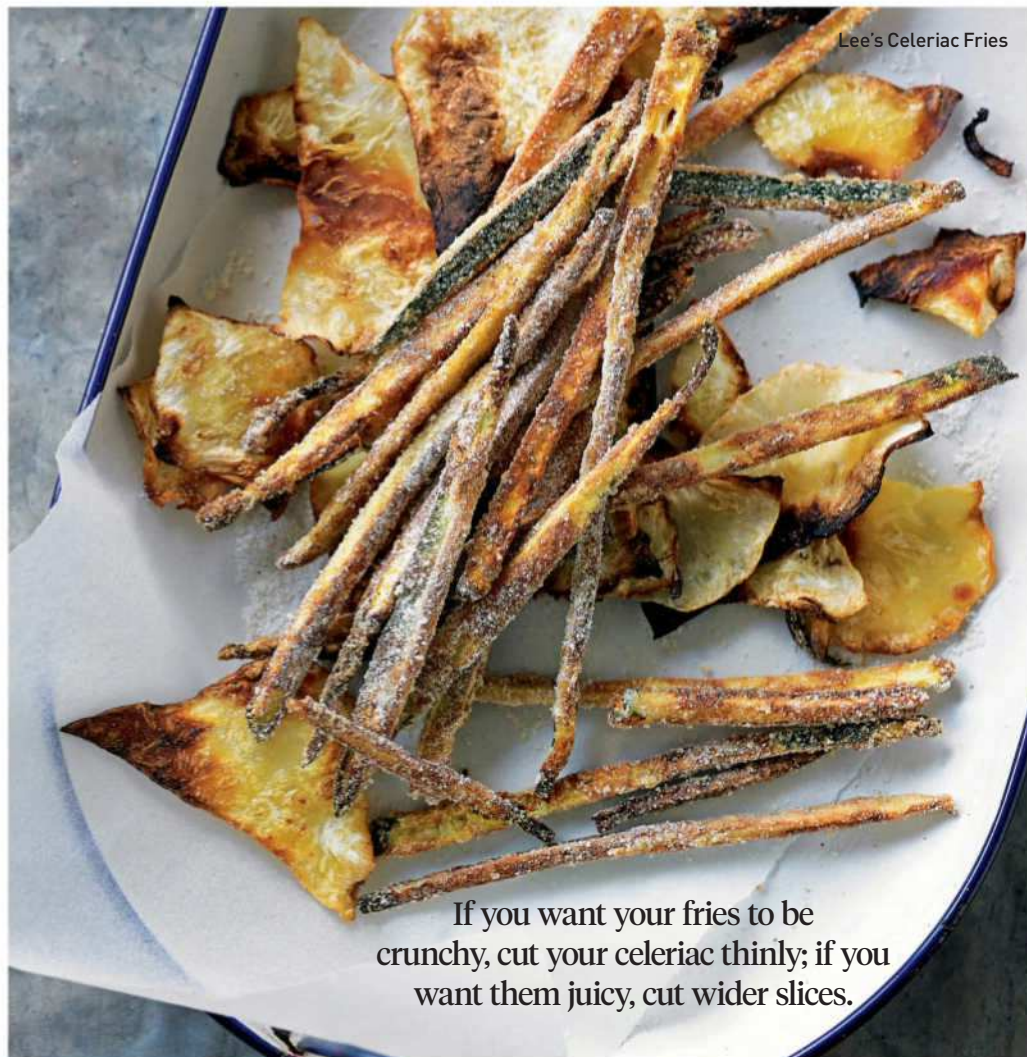 Lee's Celeriac Fries
If you want your fries to be
crunchy, cut your celeriac thinly; if you
want them juicy, cut wider slices.